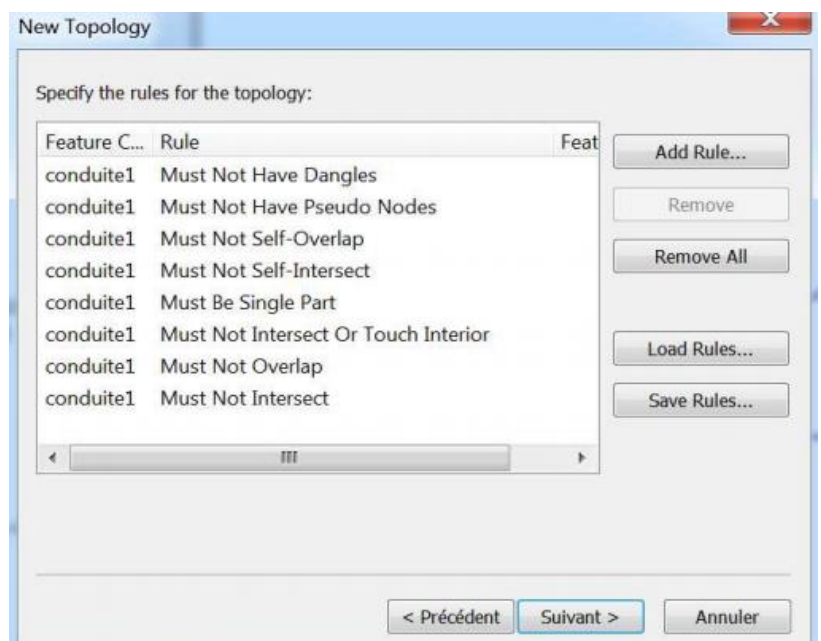 New Topology
Specify the rules for the topology:
Feature C... Rule Feat
conduite1 Must Not Have Dangles
conduite1 Must Not Have Pseudo Nodes
conduite1 Must Not Self-Overlap
conduite1 Must Not Self-Intersect
conduite1 Must Be Single Part
conduite1 Must Not Intersect Or Touch Interior
conduite1 Must Not Overlap
conduite1 Must Not Intersect
Add Rule...
Remove
Remove All
Load Rules...
Save Rules...
< Précédent Suivant > Annuler